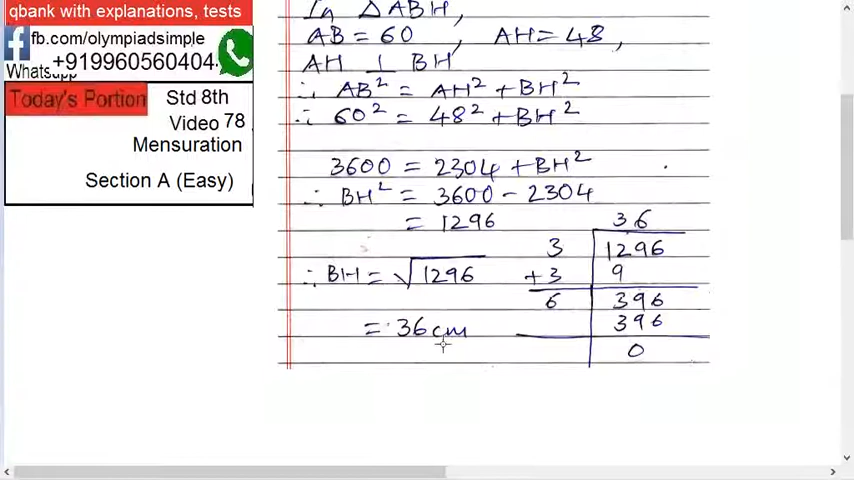 qbank with explanations, tests
fb.com/olympiadsimple
+919960560404
Whatsapp
Today's Portion
Std 8th
Video 78
Mensuration
Section A (Easy)
In △ABH,
AB = 60 , AH = 48,
AH ⊥ BH
∴ AB² = AH² + BH²
∴ 60² = 48² + BH²
3600 = 2304 + BH²
∴ BH² = 3600 - 2304
= 1296
∴ BH = √1296
= 36cm
36
3 1296
+3 9
6 396
396
0